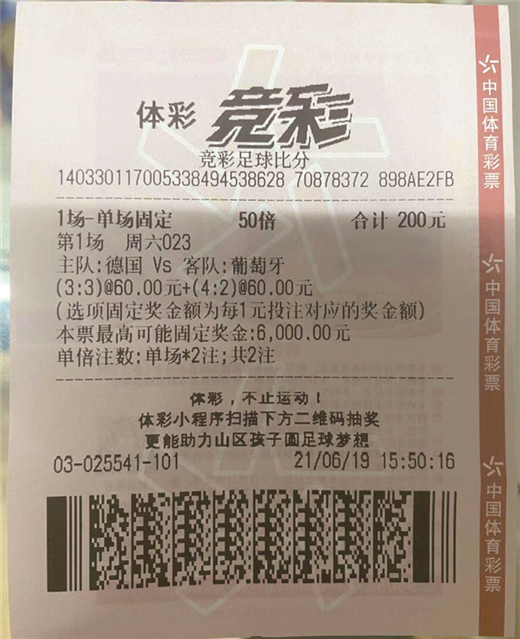 体彩 竞彩
竞彩足球比分
140330117005338494538628 70878372 898AE2FB
1场-单场固定 50倍 合计 200元
第1场 周六023
主队:德国 Vs 客队:葡萄牙
(3:3)@60.00元+(4:2)@60.00元
(选项固定奖金额为每1元投注对应的奖金额)
本票最高可能固定奖金:6,000.00元
单倍注数:单场*2注;共2注
体彩，不止运动！
体彩小程序扫描下方二维码抽奖
更能助力山区孩子圆足球梦想
03-025541-101 21/06/19 15:50:16
中国体育彩票
中国体育彩票
中国体育彩票